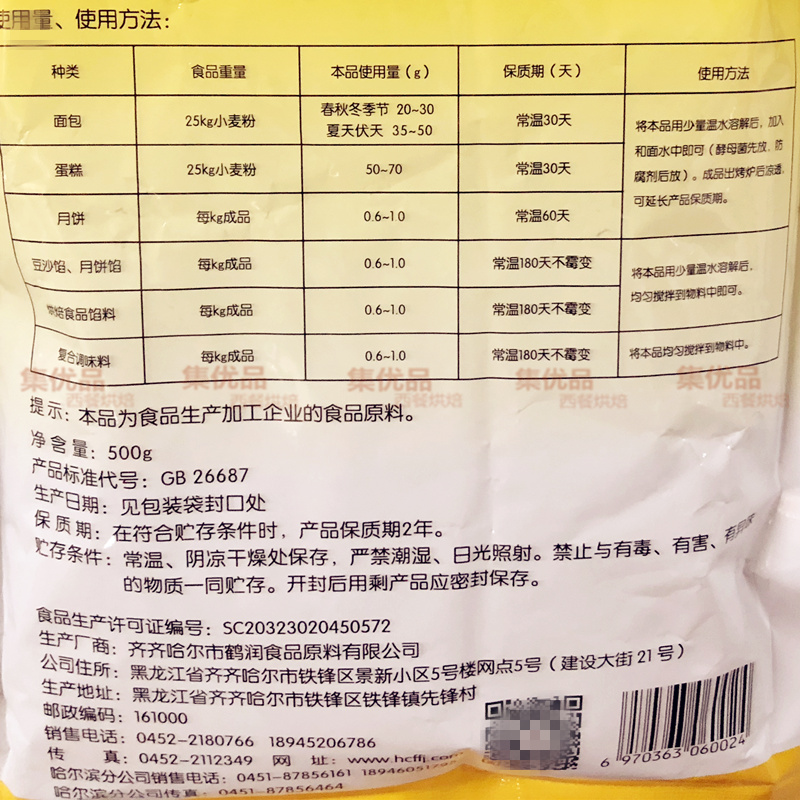 使用量、使用方法：
种类 食品重量 本品使用量（g） 保质期（天） 使用方法
面包 25kg小麦粉 春秋冬季节 20~30 常温30天
夏天伏天 35~50
将本品用少量温水溶解后，加入
和面水中即可（酵母菌先放，防
腐剂后放）。成品出烤炉后凉透，
可延长产品保质期。
蛋糕 25kg小麦粉 50~70 常温30天
月饼 每kg成品 0.6~1.0 常温60天
豆沙馅、月饼馅 每kg成品 0.6~1.0 常温180天不霉变
将本品用少量温水溶解后，
均匀搅拌到物料中即可。
烘焙食品馅料 每kg成品 0.6~1.0 常温180天不霉变
复合调味料 每kg成品 0.6~1.0 常温180天不霉变 将本品均匀搅拌到物料中。
集优品 集优品 集优品 集优品 集优品
西餐烘焙 西餐烘焙 西餐烘焙 西餐烘焙 西餐烘焙
提示：本品为食品生产加工企业的食品原料。
净含量：500g
产品标准代号：GB 26687
生产日期：见包装袋封口处
保质期：在符合贮存条件时，产品保质期2年。
贮存条件：常温、阴凉干燥处保存，严禁潮湿、日光照射。禁止与有毒、有害、有
的物质一同贮存。开封后用剩产品应密封保存。
食品生产许可证编号：SC20323020450572
生产厂商：齐齐哈尔市鹤润食品原料有限公司
公司住所：黑龙江省齐齐哈尔市铁锋区景新小区5号楼网点5号（建设大街21号）
生产地址：黑龙江省齐齐哈尔市铁锋区铁锋镇先锋村
邮政编码：161000
销售电话：0452-2180766 18945206786
传 真：0452-2112349 网 址：www.hcffj.com
哈尔滨分公司销售电话：0451-87856161
哈尔滨分公司传真：0451-87856464
6 970363 060024